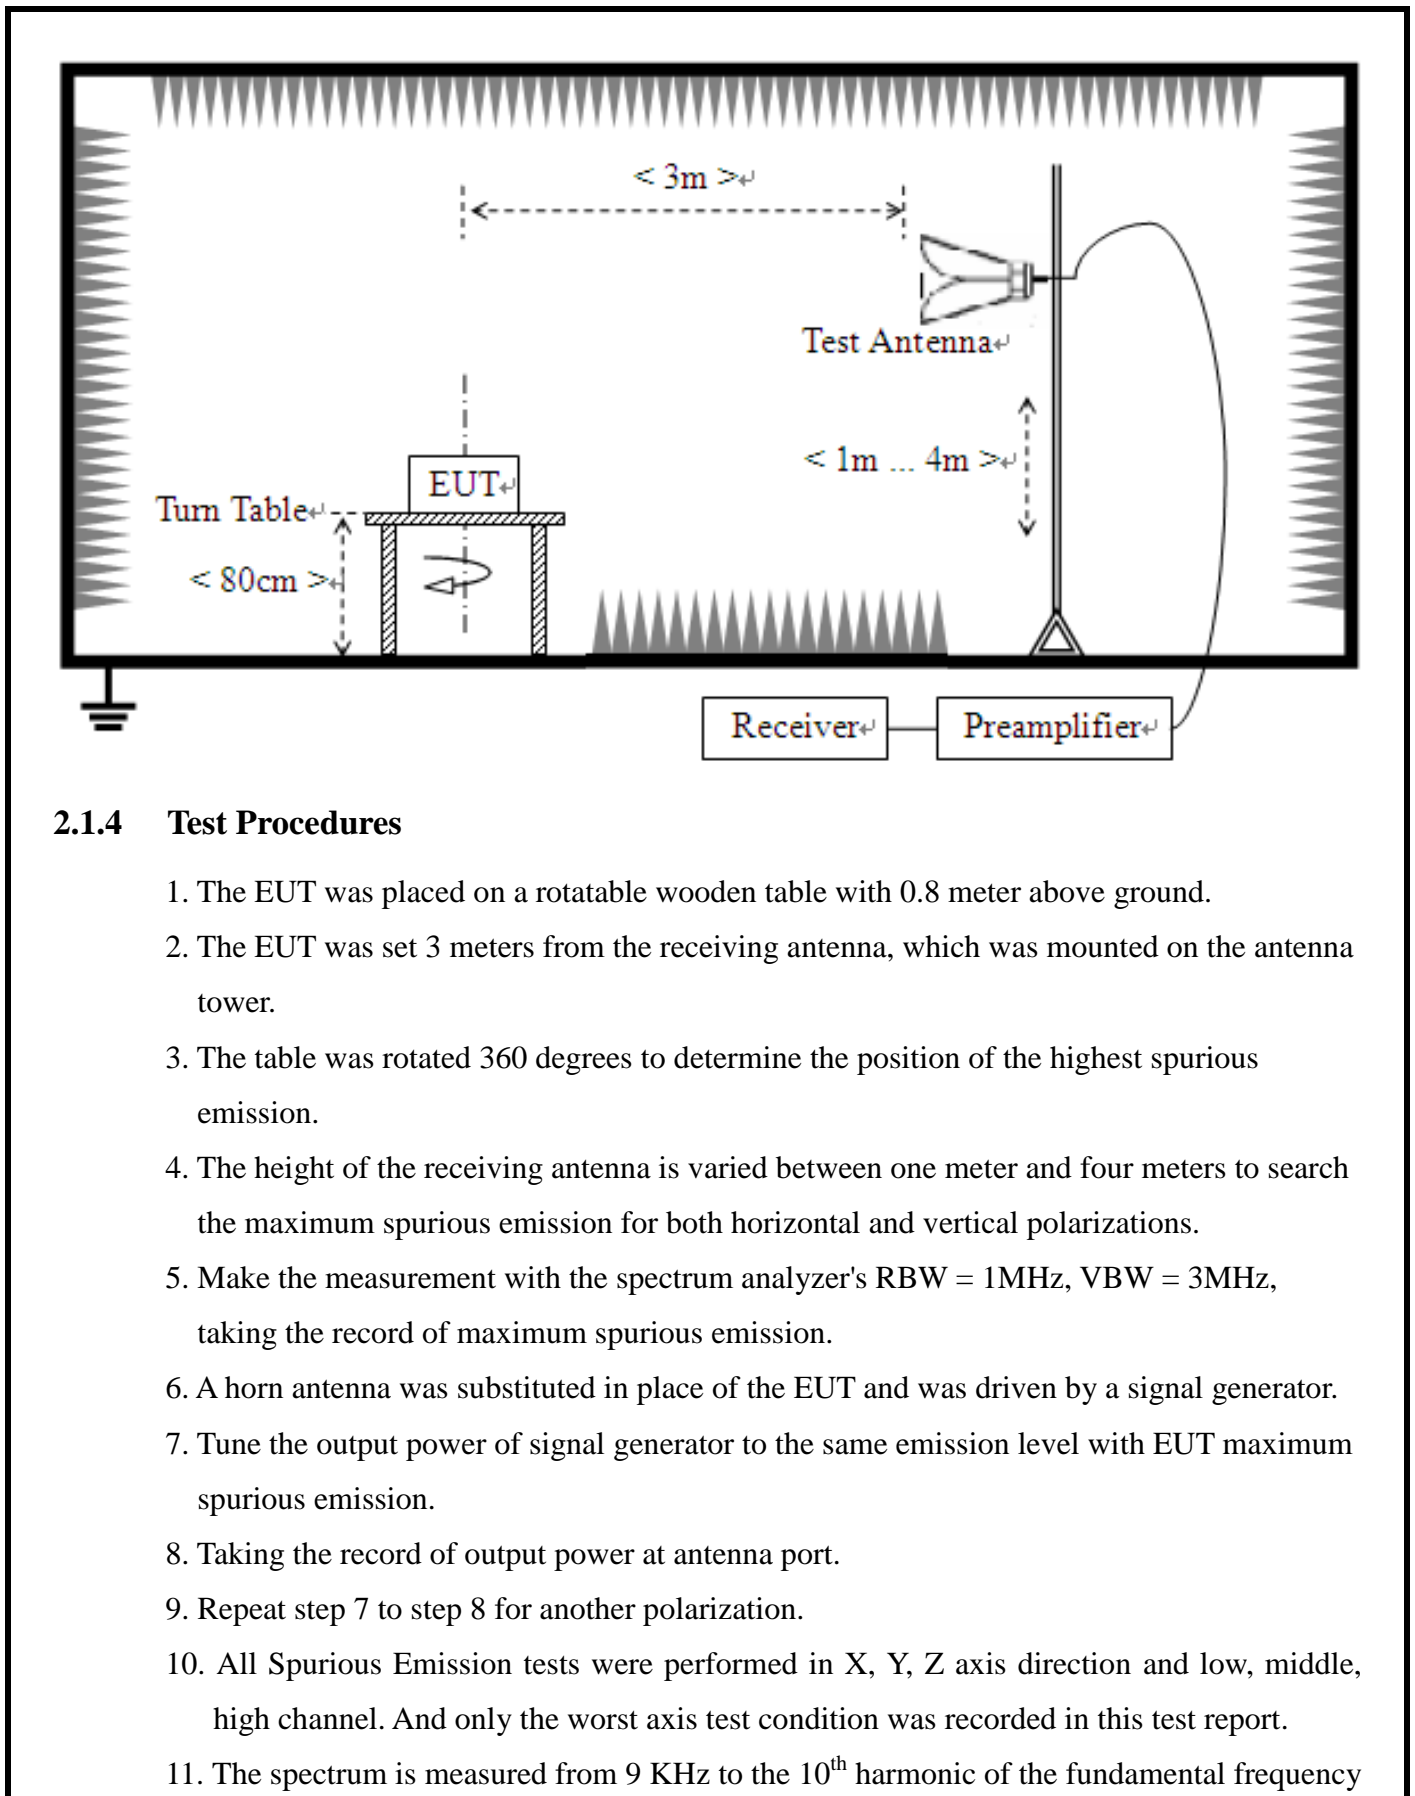 < 3m >↵
Test Antenna↵
< 1m ... 4m >↵
EUT↵
Turn Table↵
< 80cm >↵
Receiver↵ Preamplifier↵
2.1.4 Test Procedures
1. The EUT was placed on a rotatable wooden table with 0.8 meter above ground.
2. The EUT was set 3 meters from the receiving antenna, which was mounted on the antenna
tower.
3. The table was rotated 360 degrees to determine the position of the highest spurious
emission.
4. The height of the receiving antenna is varied between one meter and four meters to search
the maximum spurious emission for both horizontal and vertical polarizations.
5. Make the measurement with the spectrum analyzer's RBW = 1MHz, VBW = 3MHz,
taking the record of maximum spurious emission.
6. A horn antenna was substituted in place of the EUT and was driven by a signal generator.
7. Tune the output power of signal generator to the same emission level with EUT maximum
spurious emission.
8. Taking the record of output power at antenna port.
9. Repeat step 7 to step 8 for another polarization.
10. All Spurious Emission tests were performed in X, Y, Z axis direction and low, middle,
high channel. And only the worst axis test condition was recorded in this test report.
11. The spectrum is measured from 9 KHz to the 10th harmonic of the fundamental frequency